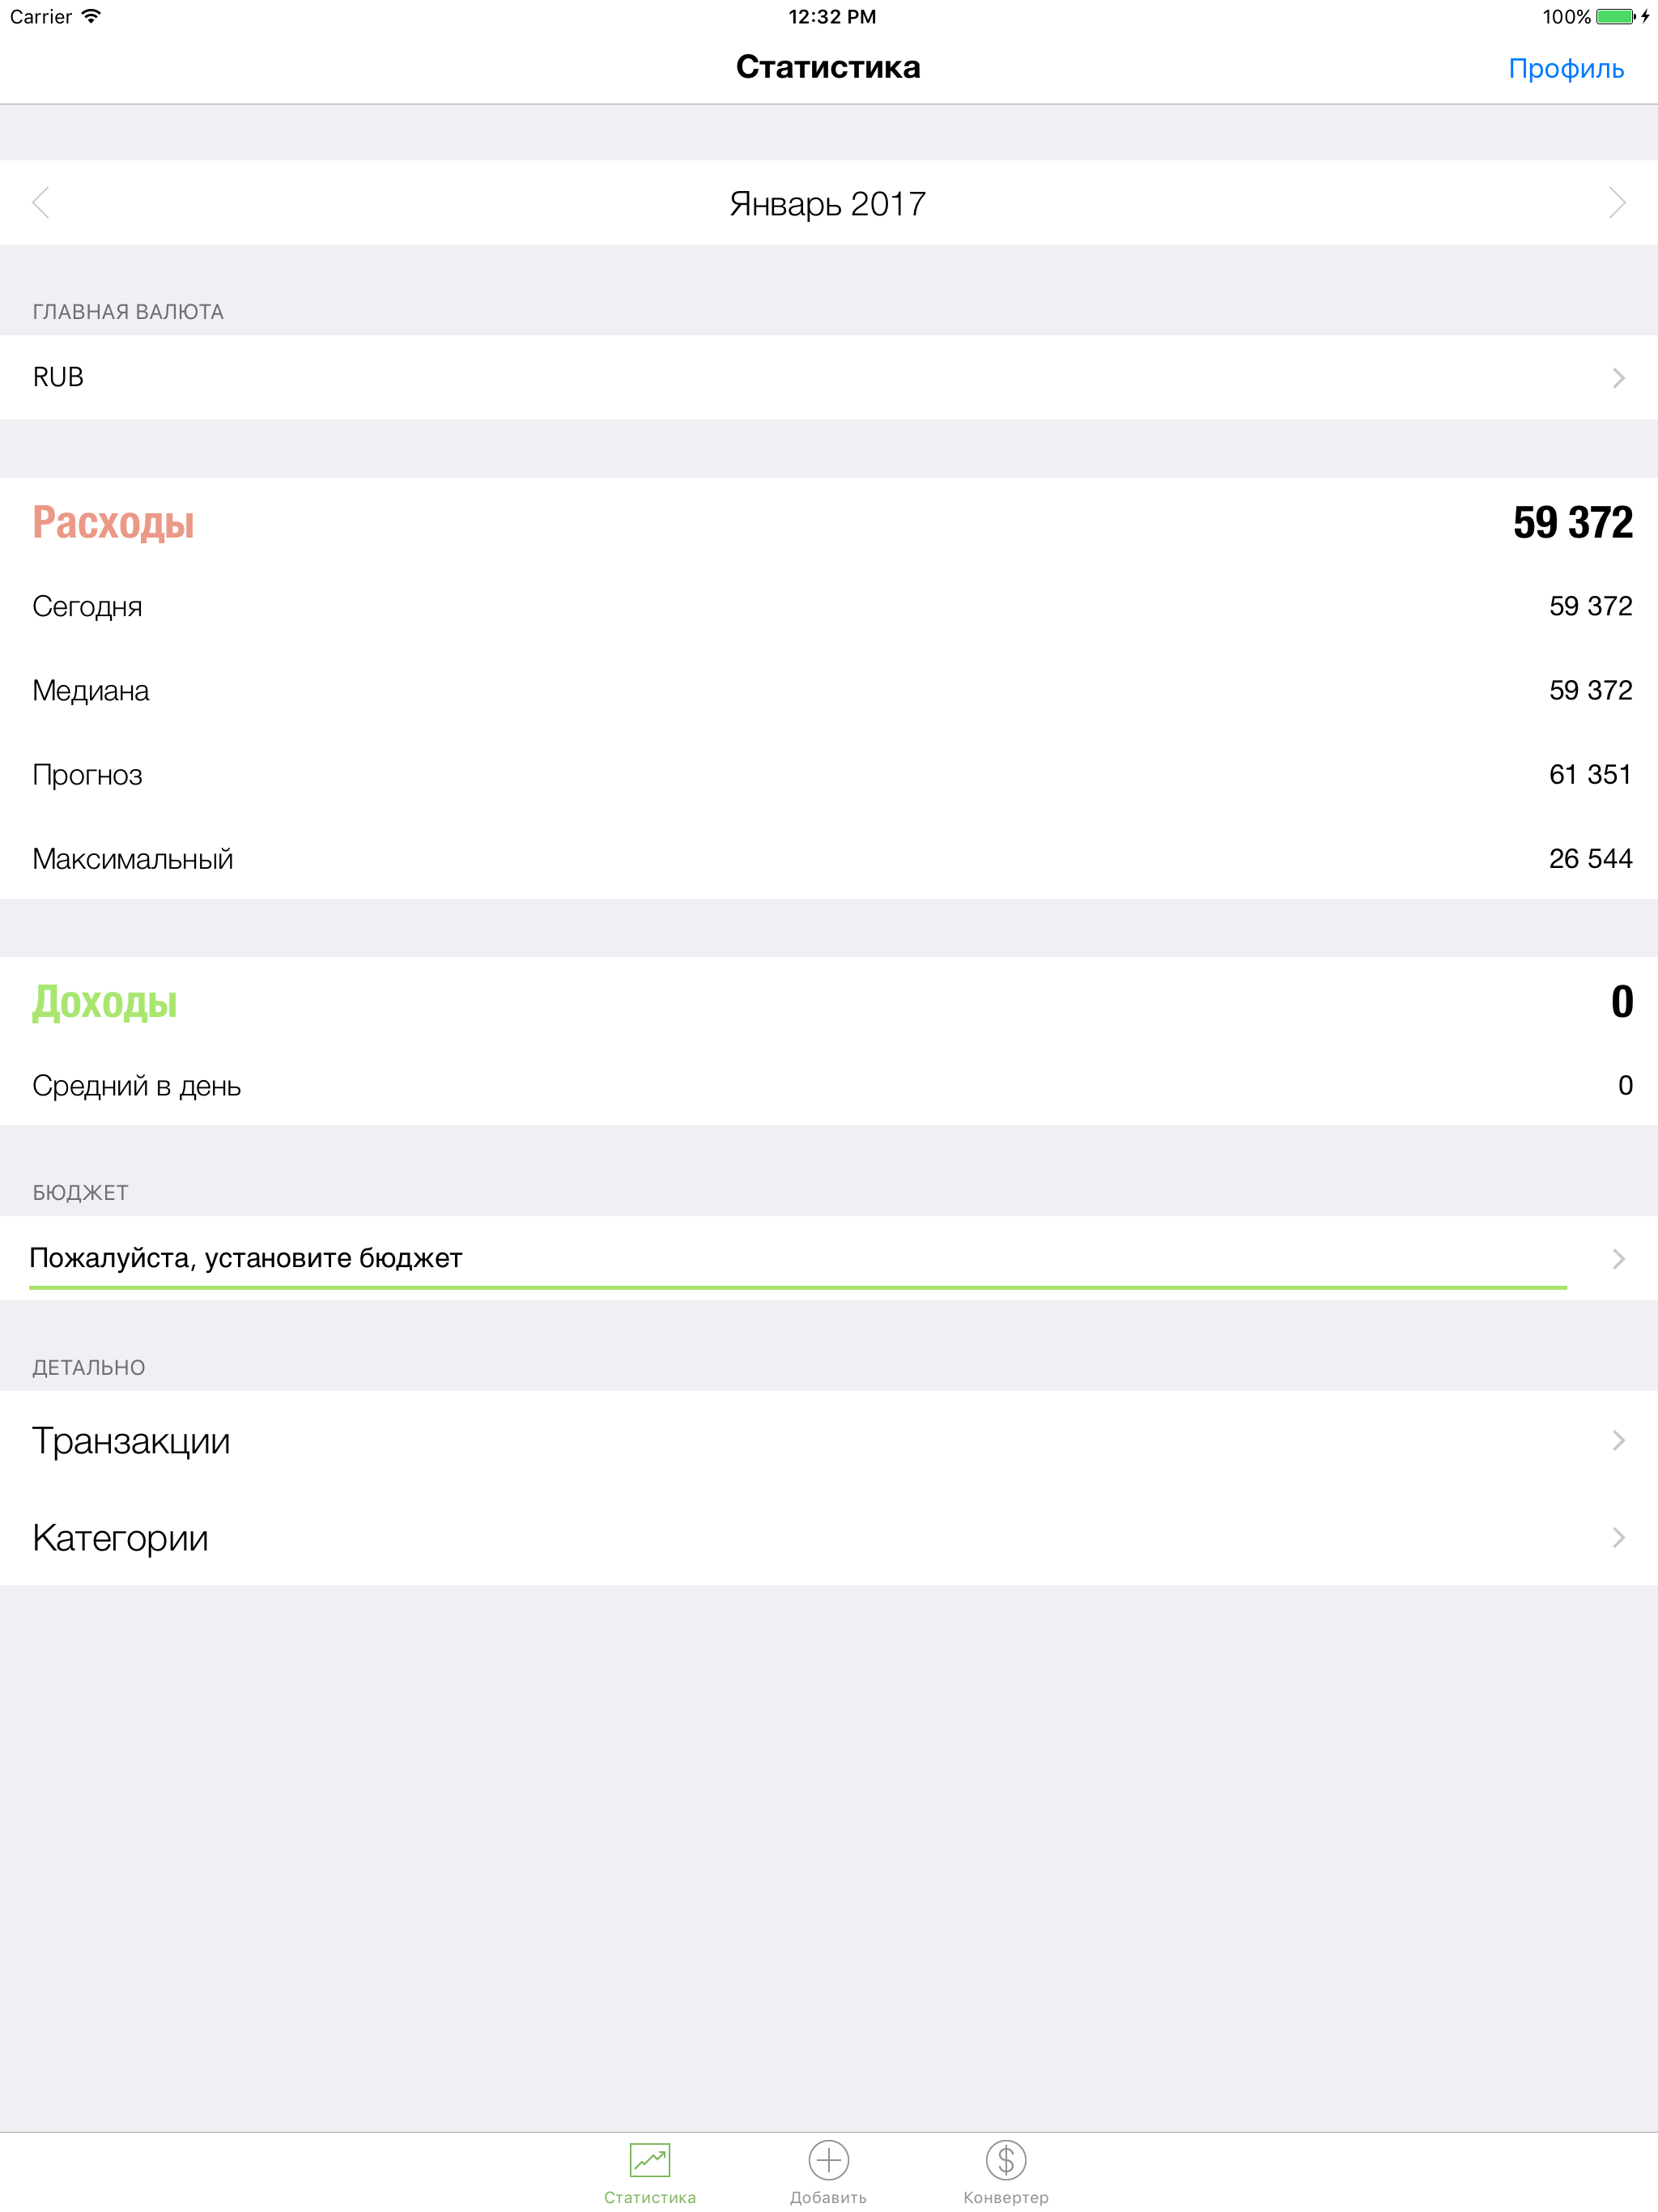 Carrier 12:32 PM 100%
Статистика Профиль
Январь 2017
ГЛАВНАЯ ВАЛЮТА
RUB
Расходы 59 372
Сегодня 59 372
Медиана 59 372
Прогноз 61 351
Максимальный 26 544
Доходы 0
Средний в день 0
БЮДЖЕТ
Пожалуйста, установите бюджет
ДЕТАЛЬНО
Транзакции
Категории
Статистика Добавить Конвертер